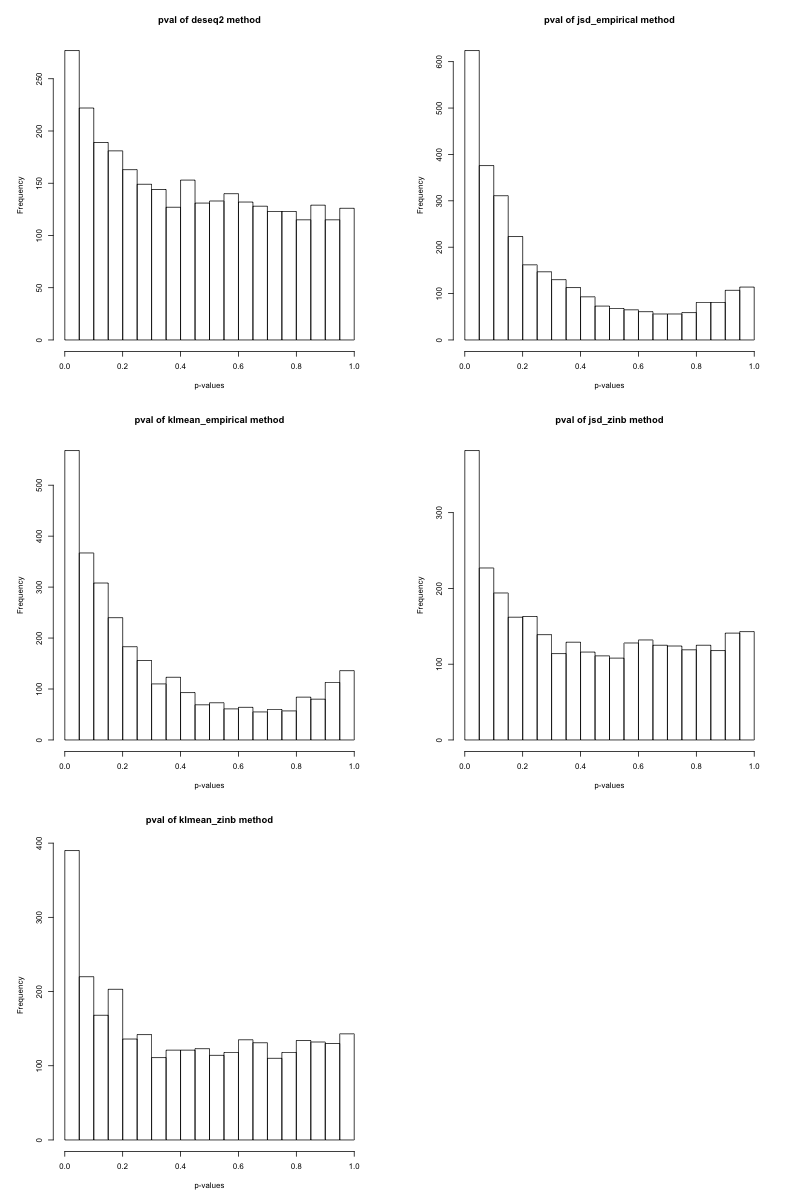 pval of deseq2 method
Frequency
0 50 100 150 200 250
0.0 0.2 0.4 0.6 0.8 1.0
p-values
pval of jsd_empirical method
Frequency
0 100 200 300 400 500 600
0.0 0.2 0.4 0.6 0.8 1.0
p-values
pval of klmean_empirical method
Frequency
0 100 200 300 400 500
0.0 0.2 0.4 0.6 0.8 1.0
p-values
pval of jsd_zinb method
Frequency
0 100 200 300
0.0 0.2 0.4 0.6 0.8 1.0
p-values
pval of klmean_zinb method
Frequency
0 100 200 300 400
0.0 0.2 0.4 0.6 0.8 1.0
p-values